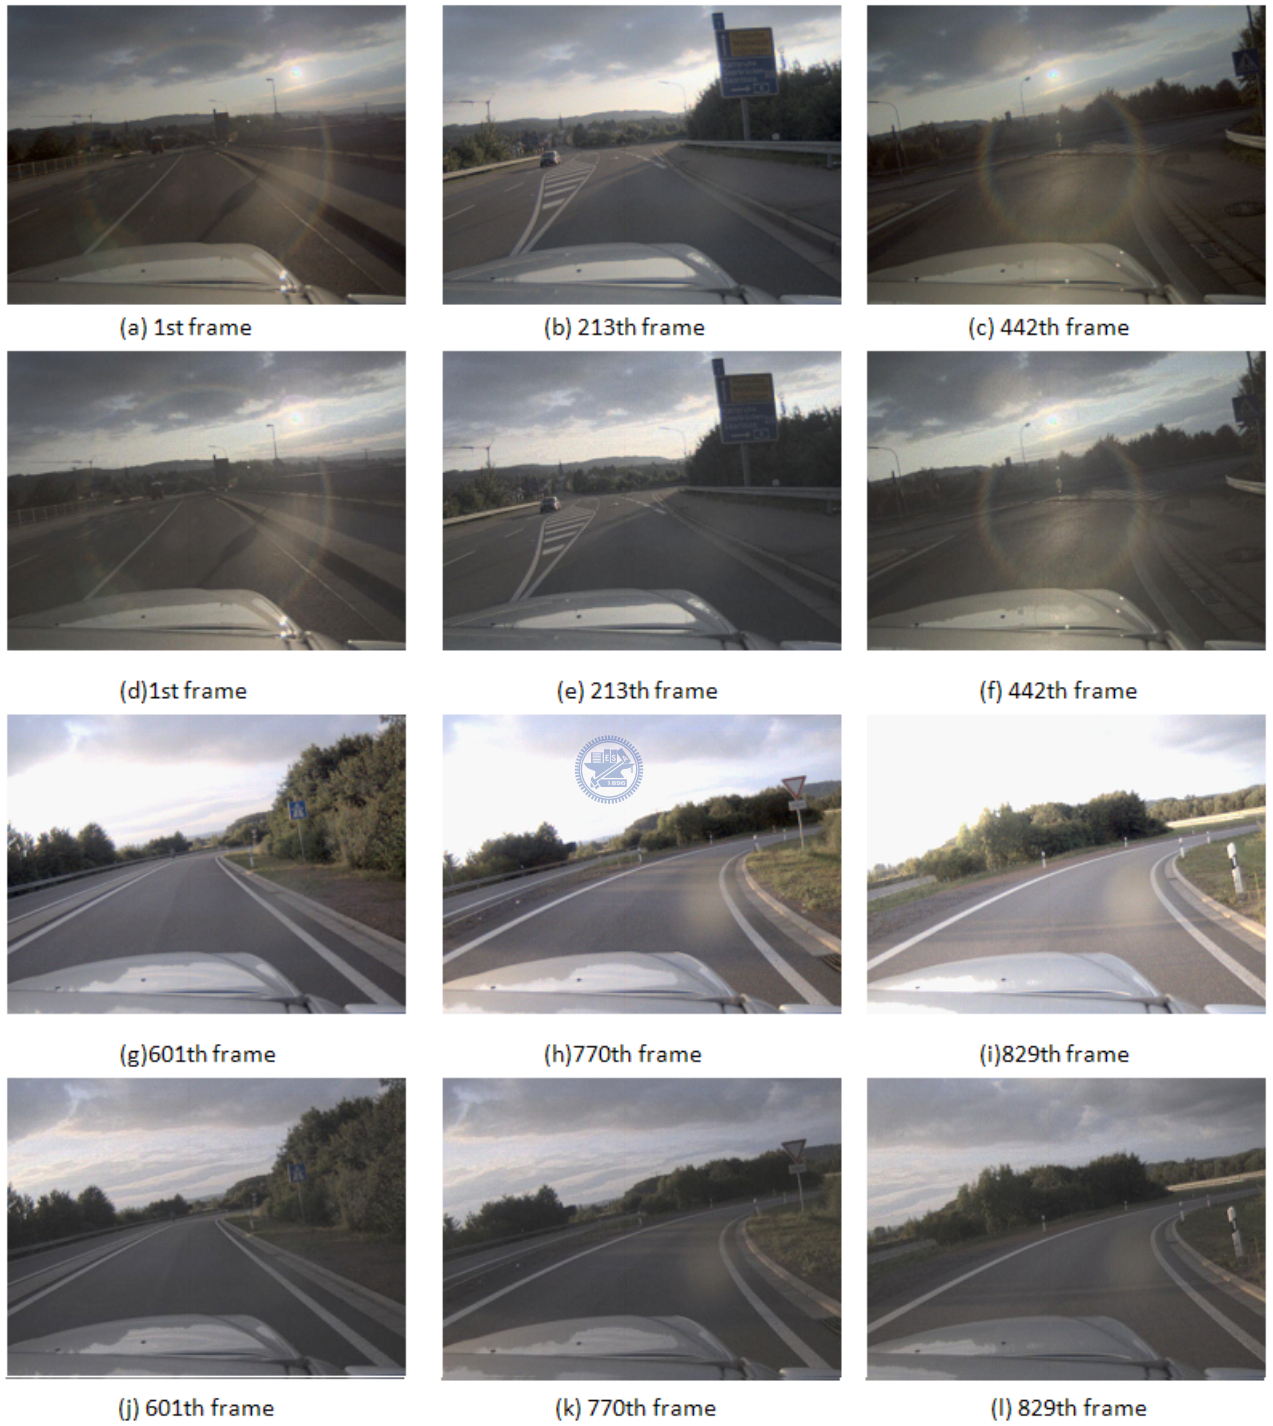 (a) 1st frame
(b) 213th frame
(c) 442th frame
(d)1st frame
(e) 213th frame
(f) 442th frame
1896
(g)601th frame
(h)770th frame
(i)829th frame
(j) 601th frame
(k) 770th frame
(l) 829th frame